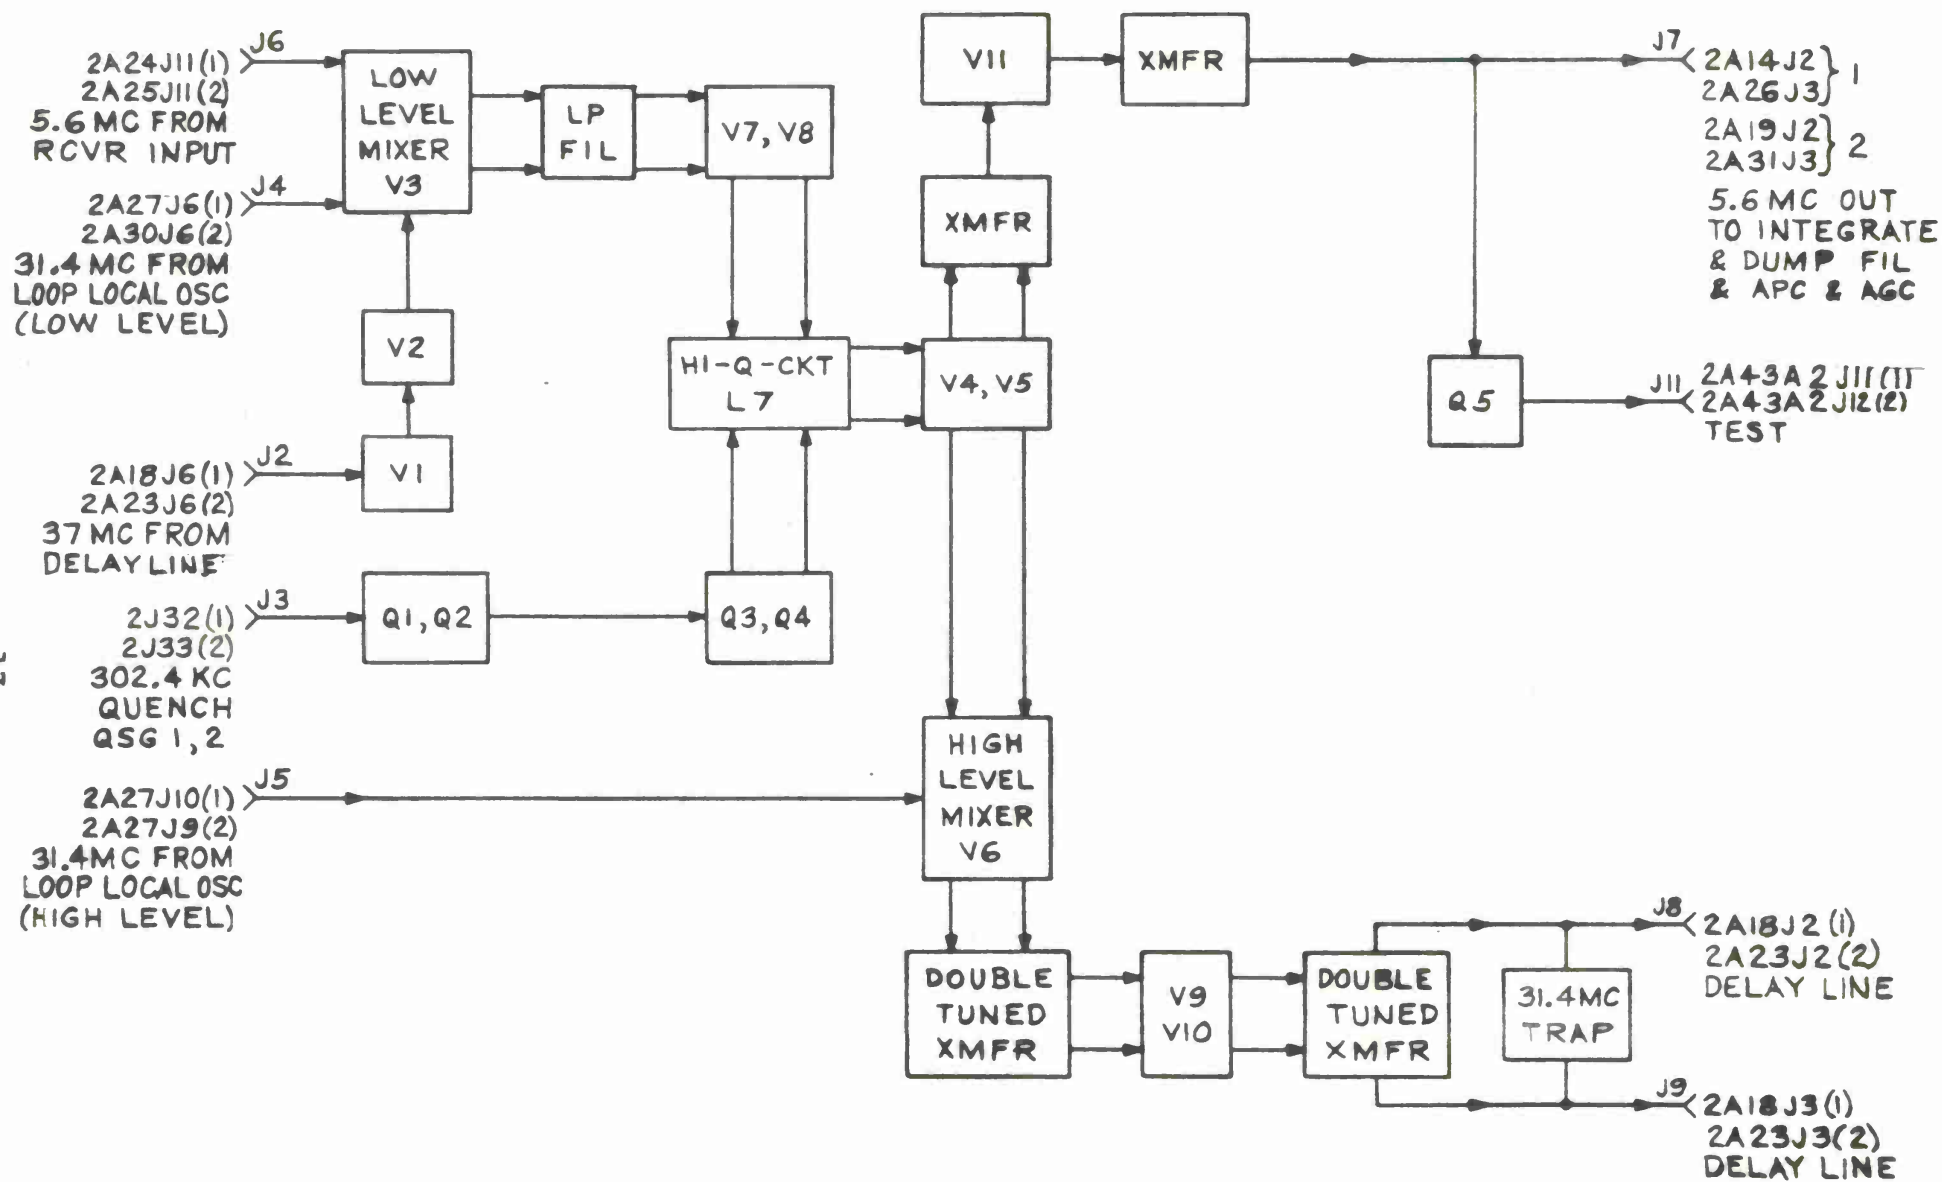 J6
2A24J11(1)
2A25J11(2)
5.6 MC FROM
RCVR INPUT
J4
2A27J6(1)
2A30J6(2)
31.4 MC FROM
LOOP LOCAL OSC
(LOW LEVEL)
J2
2A18J6(1)
2A23J6(2)
37 MC FROM
DELAY LINE
J3
2J32(1)
2J33(2)
302.4 KC
QUENCH
QSG 1, 2
J5
2A27J10(1)
2A27J9(2)
31.4MC FROM
LOOP LOCAL OSC
(HIGH LEVEL)
LOW
LEVEL
MIXER
V3
LP
FIL
V7, V8
V2
V1
HI-Q-CKT
L7
Q1, Q2
Q3, Q4
V11
XMFR
XMFR
V4, V5
HIGH
LEVEL
MIXER
V6
DOUBLE
TUNED
XMFR
V9
V10
DOUBLE
TUNED
XMFR
31.4MC
TRAP
Q5
J7
2A14J2
2A26J3 } 1
2A19J2
2A31J3 } 2
5.6 MC OUT
TO INTEGRATE
& DUMP FIL
& APC & AGC
J11
2A43A2J11(1)
2A43A2J12(2)
TEST
J8
2A18J2(1)
2A23J2(2)
DELAY LINE
J9
2A18J3(1)
2A23J3(2)
DELAY LINE